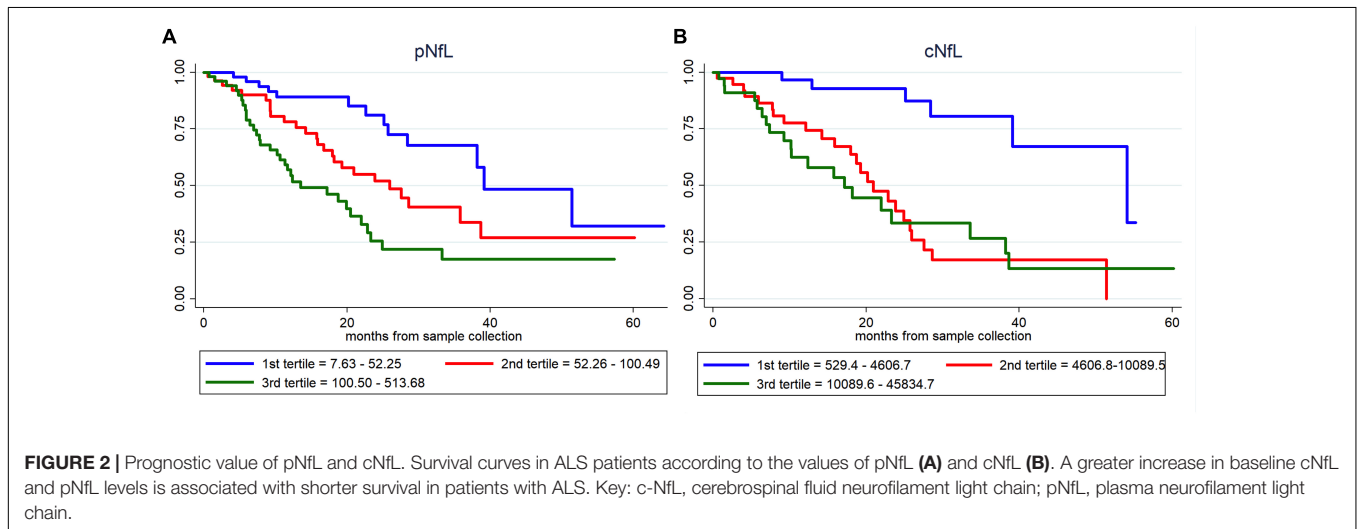 A
pNfL
1.00
0.75
0.50
0.25
0.00
0 20 40 60
months from sample collection
1st tertile = 7.63 - 52.25 2nd tertile = 52.26 - 100.49
3rd tertile = 100.50 - 513.68
B
cNfL
1.00
0.75
0.50
0.25
0.00
0 20 40 60
months from sample collection
1st tertile = 529.4 - 4606.7 2nd tertile = 4606.8-10089.5
3rd tertile = 10089.6 - 45834.7
FIGURE 2 | Prognostic value of pNfL and cNfL. Survival curves in ALS patients according to the values of pNfL (A) and cNfL (B). A greater increase in baseline cNfL
and pNfL levels is associated with shorter survival in patients with ALS. Key: c-NfL, cerebrospinal fluid neurofilament light chain; pNfL, plasma neurofilament light
chain.